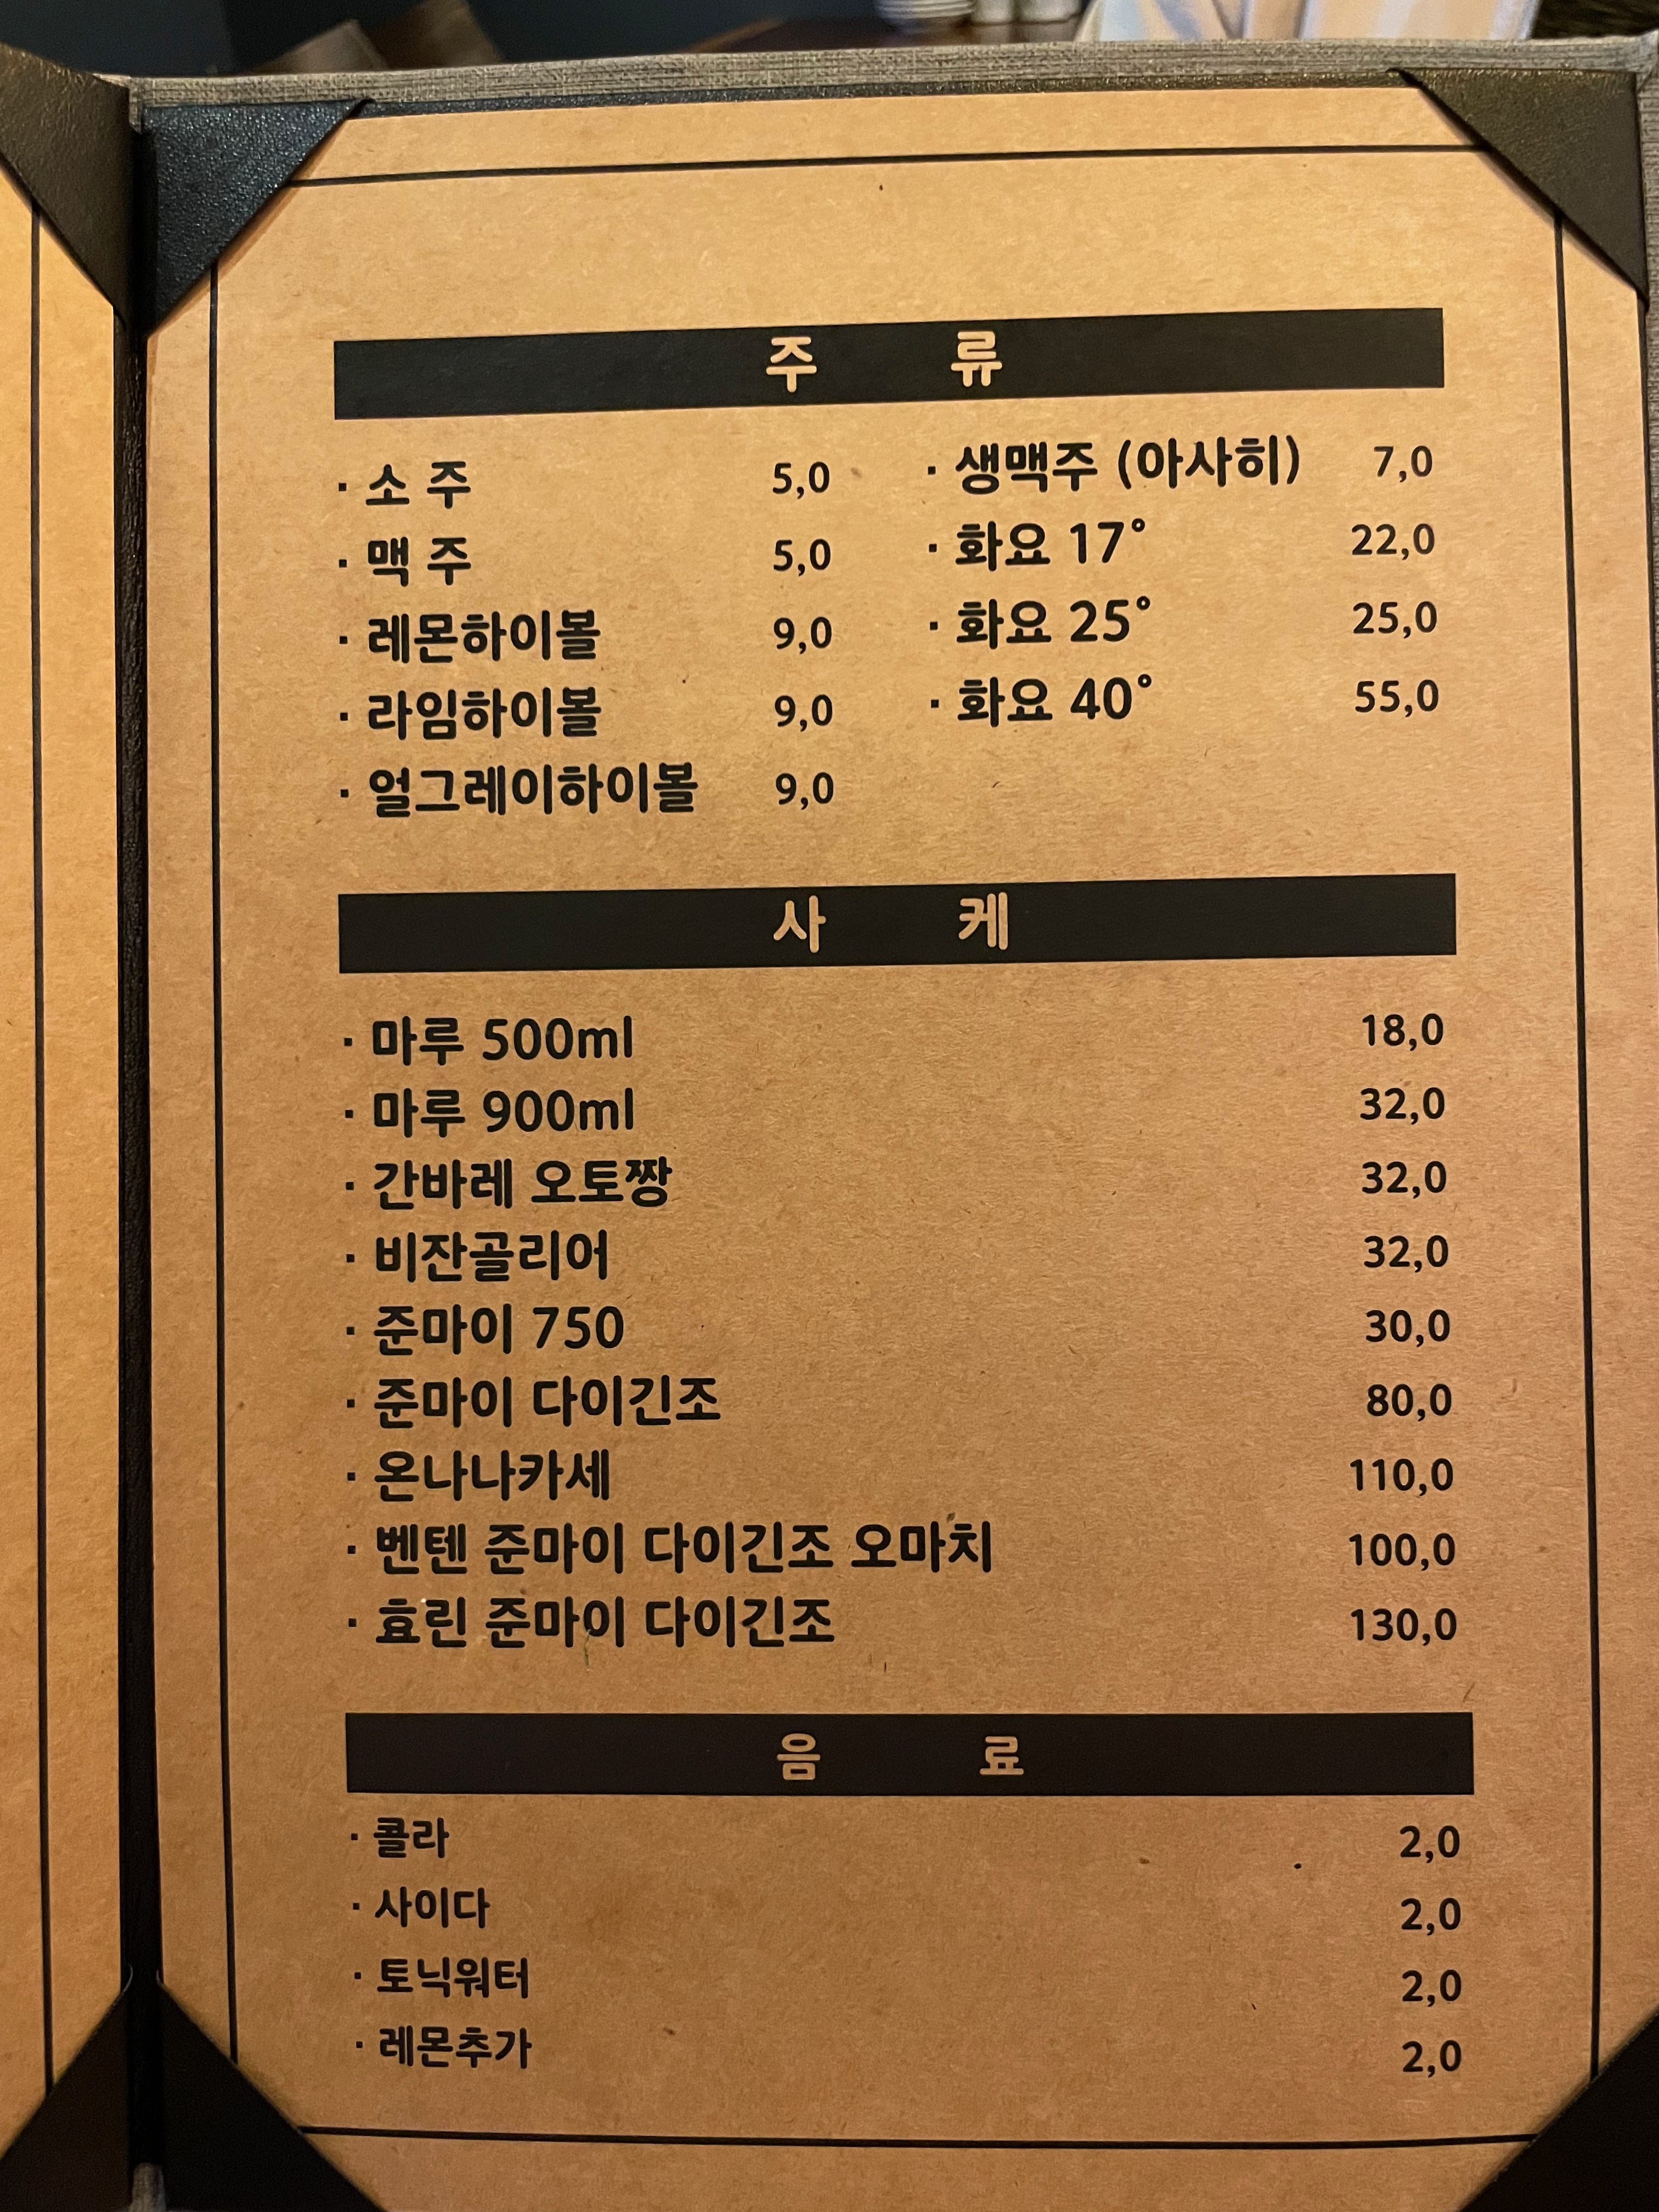 주 류
· 소 주 5,0
· 맥 주 5,0
· 레몬하이볼 9,0
· 라임하이볼 9,0
· 얼그레이하이볼 9,0
· 생맥주 (아사히) 7,0
· 화요 17° 22,0
· 화요 25° 25,0
· 화요 40° 55,0
사 케
· 마루 500ml 18,0
· 마루 900ml 32,0
· 간바레 오토짱 32,0
· 비잔골리어 32,0
· 준마이 750 30,0
· 준마이 다이긴조 80,0
· 온나나카세 110,0
· 벤텐 준마이 다이긴조 오마치 100,0
· 효린 준마이 다이긴조 130,0
음 료
· 콜라 2,0
· 사이다 2,0
· 토닉워터 2,0
· 레몬추가 2,0